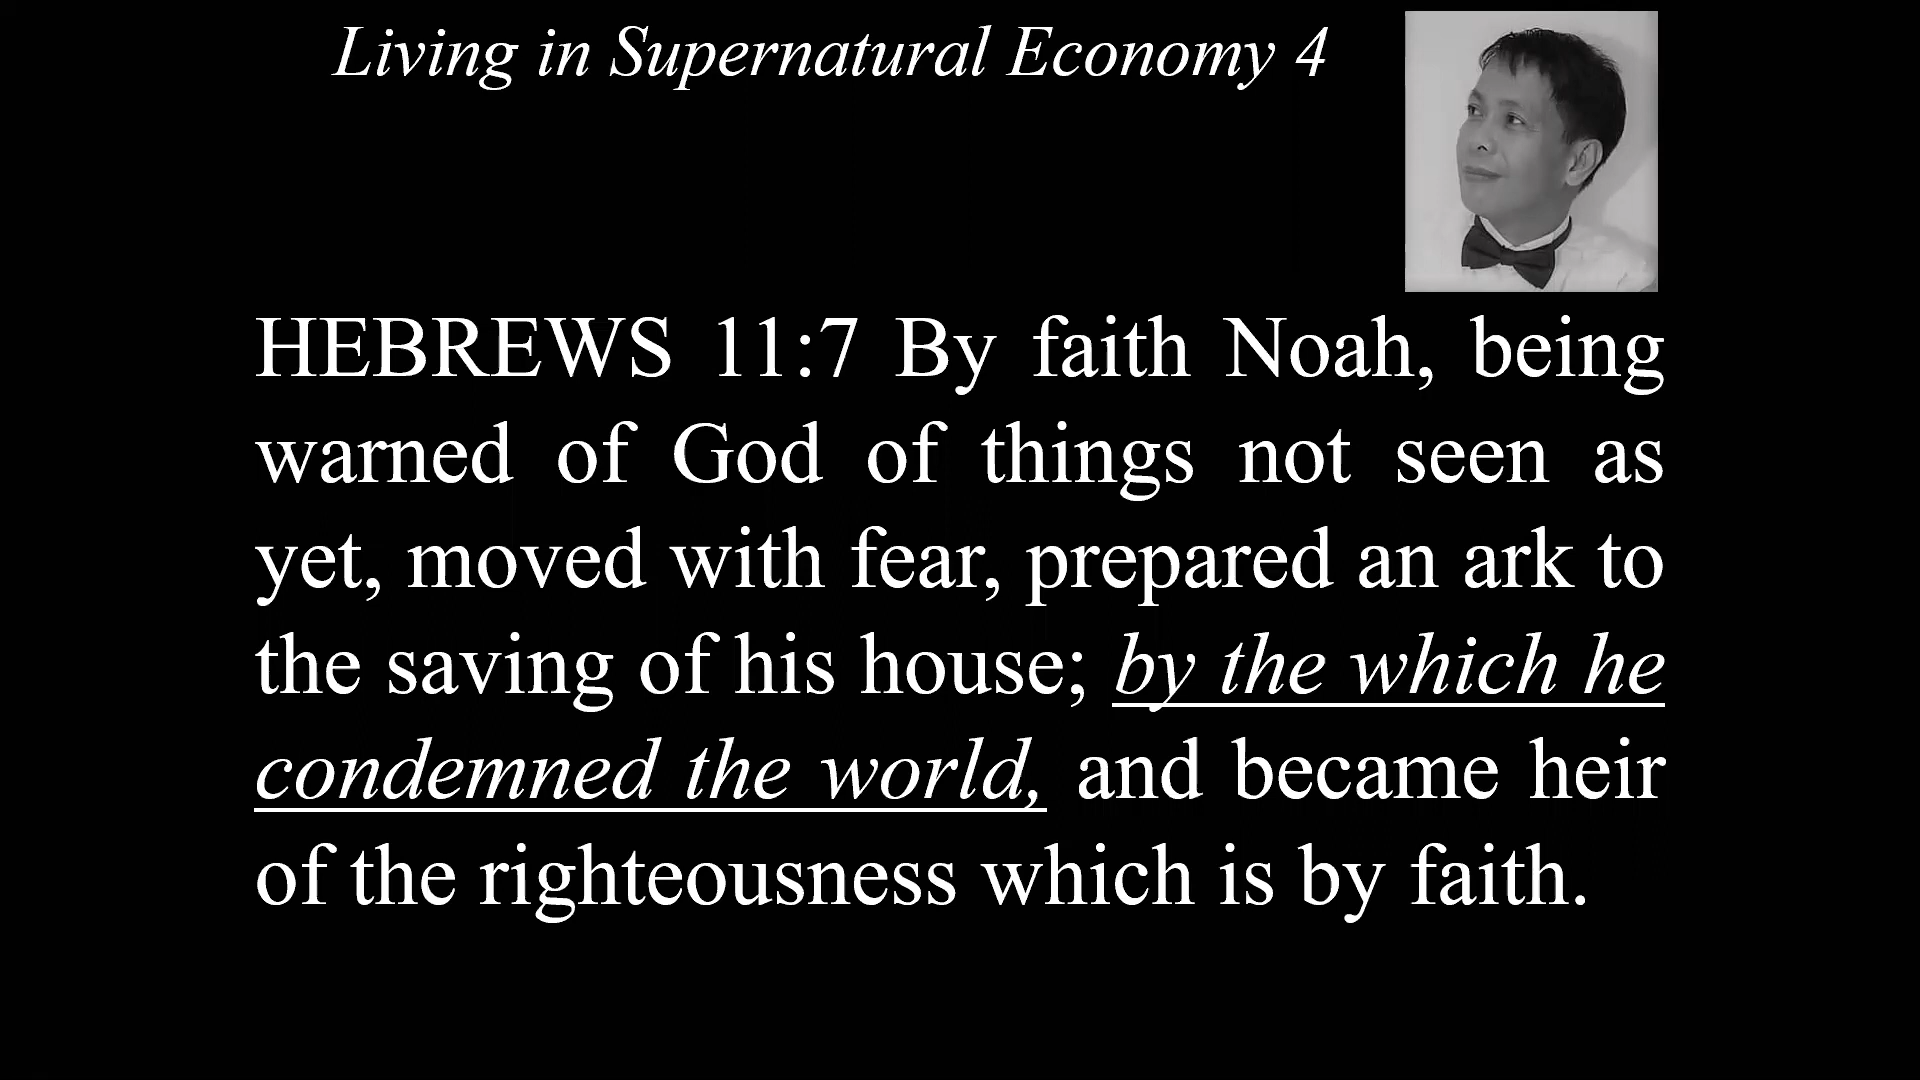 Living in Supernatural Economy 4
HEBREWS 11:7 By faith Noah, being
warned of God of things not seen as
yet, moved with fear, prepared an ark to
the saving of his house; by the which he
condemned the world, and became heir
of the righteousness which is by faith.